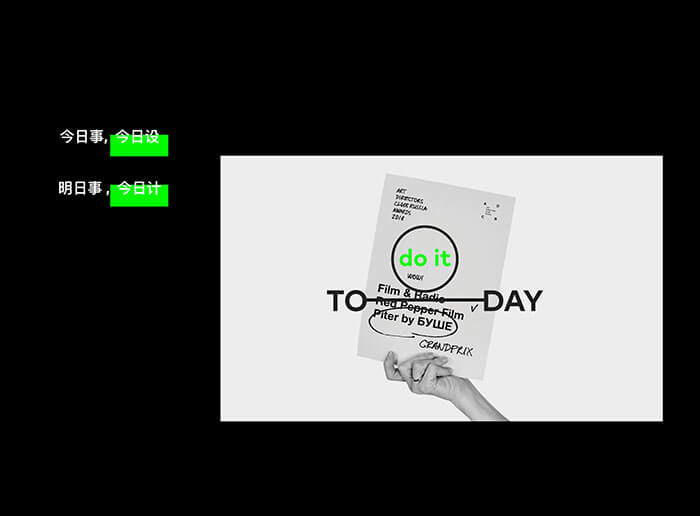 今日事, 今日设
明日事, 今日计
ART
DIRECTORS
CLUB RUSSIA
AWARDS
2018
do it
WOW!
Film & Radio
TO DAY
Red Pepper Film
Piter by БУШЕ
GRANDPRIX